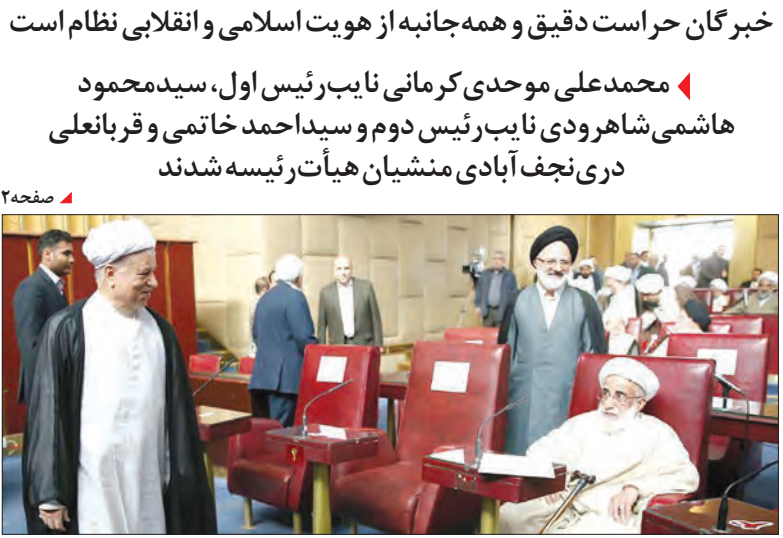 خبرگان حراست دقیق و همه‌جانبه از هویت اسلامی و انقلابی نظام است
محمدعلی موحدی کرمانی نایب‌رئیس اول، سیدمحمود
هاشمی‌شاهرودی نایب‌رئیس دوم و سیداحمد خاتمی و قربانعلی
دری‌نجف‌آبادی منشیان هیأت‌رئیسه شدند
صفحه۲